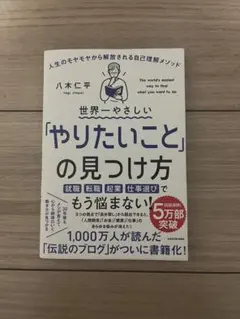 人生のモヤモヤから解放される自己理解メソッド
八木仁平
Yagi Jimpei
The world's easiest
way to find
what you want to do
世界一やさしい
「やりたいこと」
の見つけ方
就職 転職 起業 仕事選びで
もう悩まない!
5万部
突破
1,000万人が読んだ
「伝説のブログ」がついに書籍化!